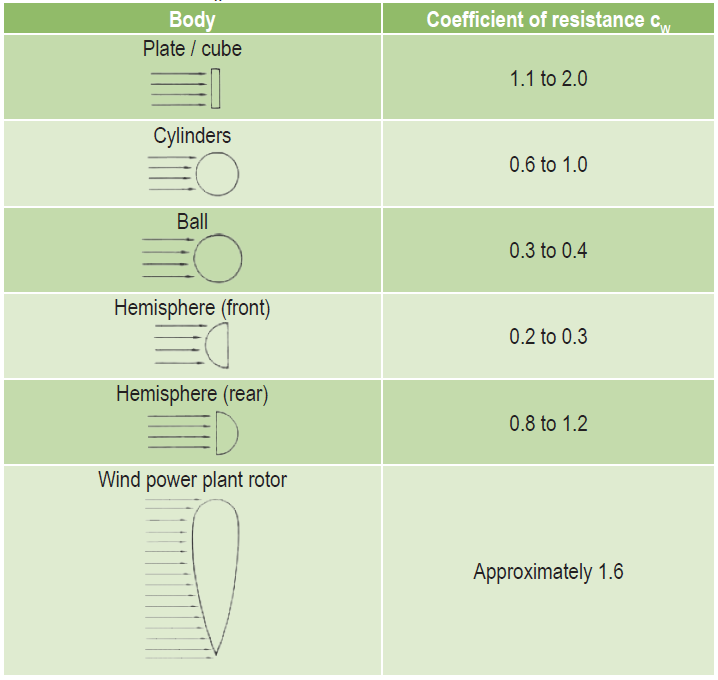 Body
Coefficient of resistance cw
Plate / cube
1.1 to 2.0
Cylinders
0.6 to 1.0
Ball
0.3 to 0.4
Hemisphere (front)
0.2 to 0.3
Hemisphere (rear)
0.8 to 1.2
Wind power plant rotor
Approximately 1.6